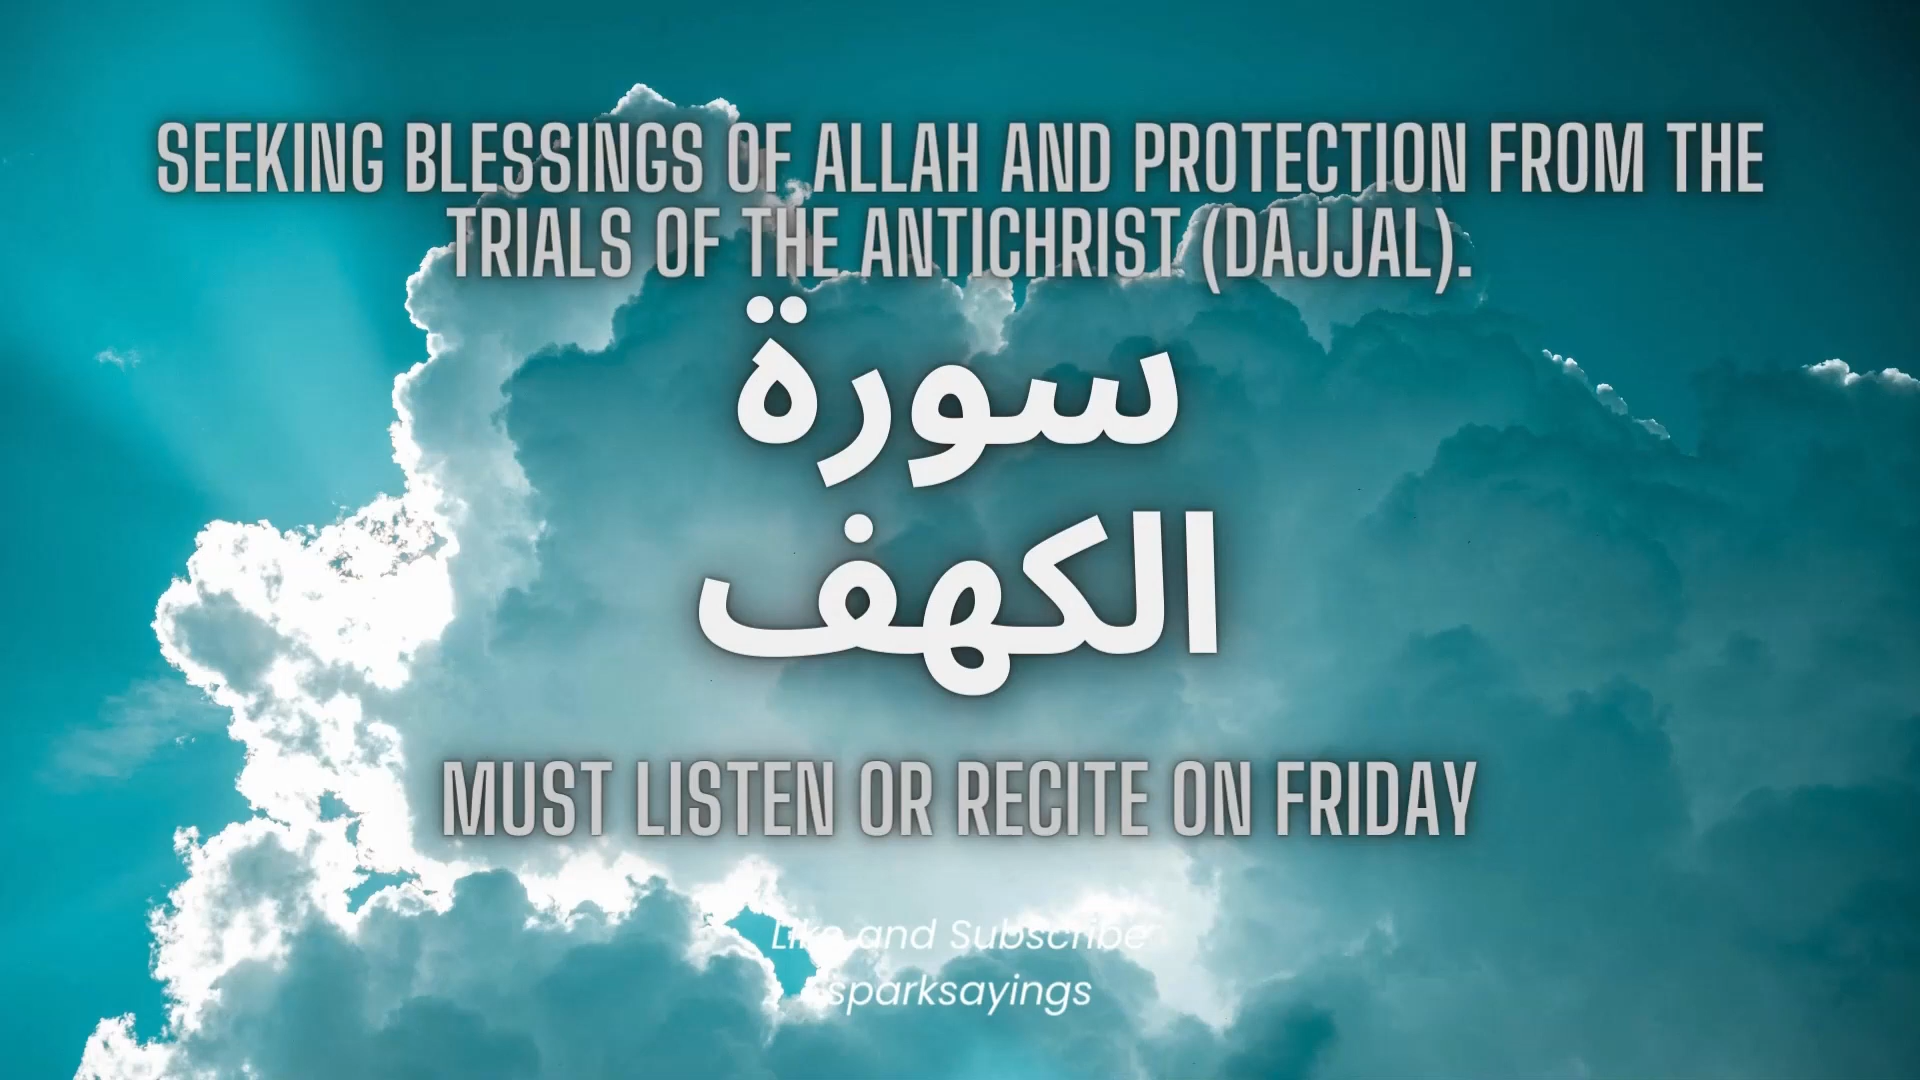 SEEKING BLESSINGS OF ALLAH AND PROTECTION FROM THE
TRIALS OF THE ANTICHRIST (DAJJAL).
سورة
الكهف
MUST LISTEN OR RECITE ON FRIDAY
Like and Subscribe
sparksayings